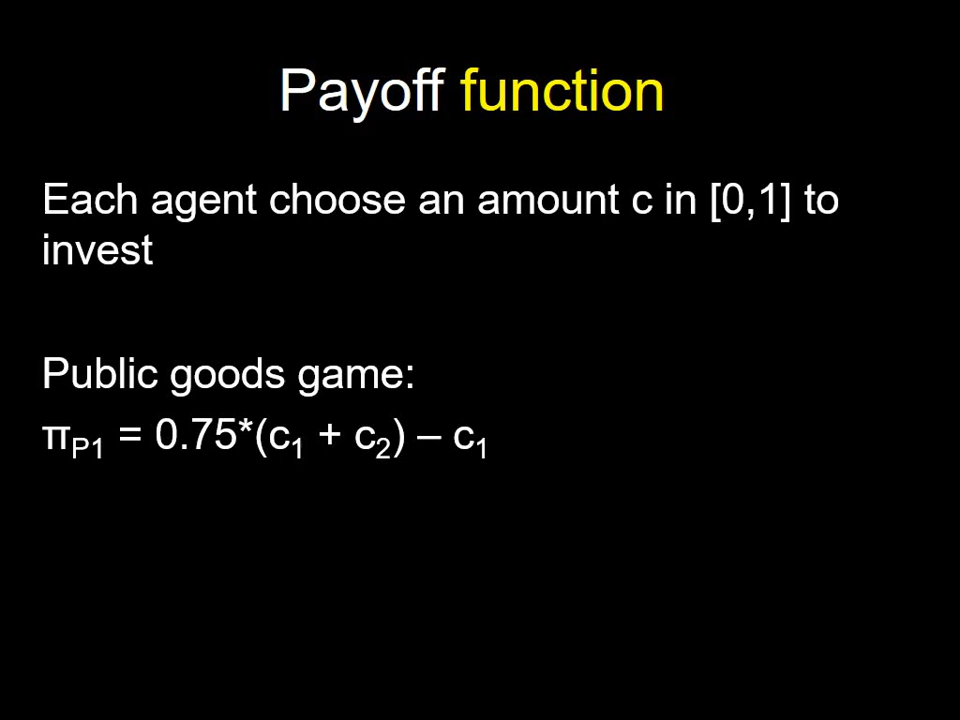 Payoff function
Each agent choose an amount c in [0,1] to
invest
Public goods game:
π_P1 = 0.75*(c₁ + c₂) – c₁